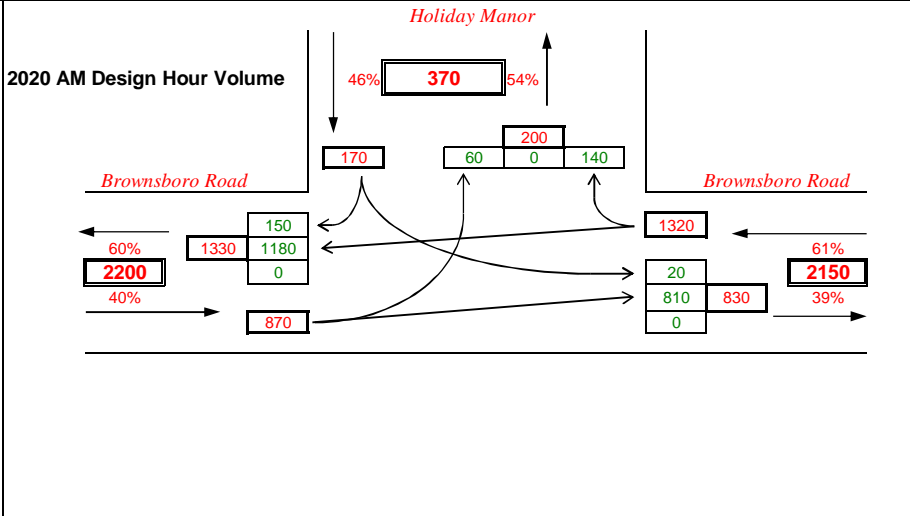 Holiday Manor
2020 AM Design Hour Volume
46% 370 54%
200
170 60 0 140
Brownsboro Road Brownsboro Road
150 1320
60% 1330 1180 61%
2200 0 20 2150
40% 810 830 39%
870 0